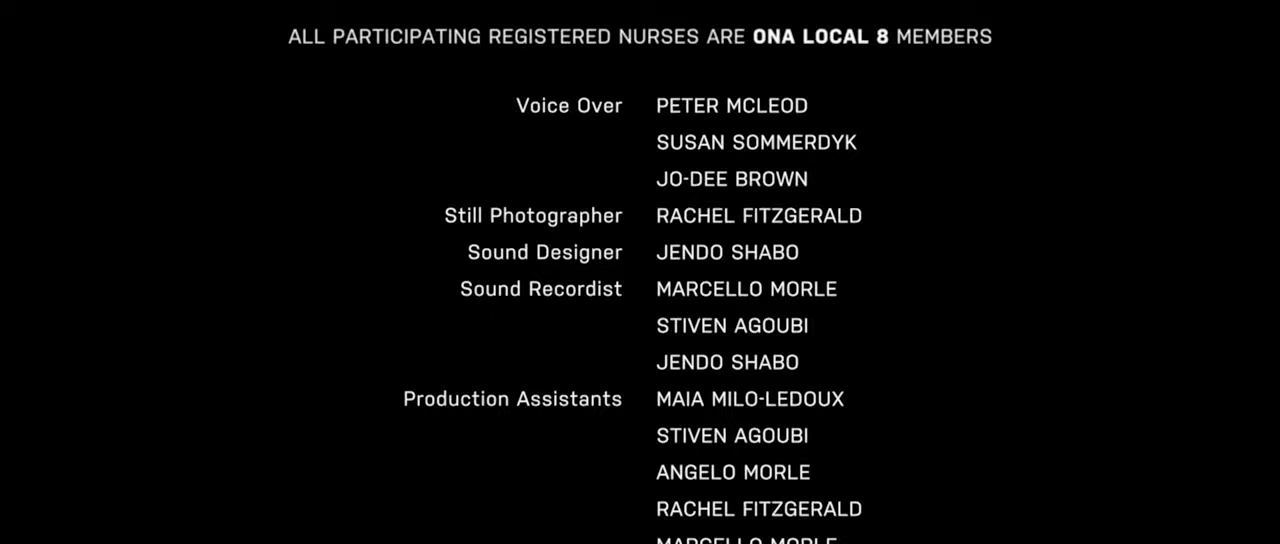 ALL PARTICIPATING REGISTERED NURSES ARE ONA LOCAL 8 MEMBERS
Voice Over PETER MCLEOD
SUSAN SOMMERDYK
JO-DEE BROWN
Still Photographer RACHEL FITZGERALD
Sound Designer JENDO SHABO
Sound Recordist MARCELLO MORLE
STIVEN AGOUBI
JENDO SHABO
Production Assistants MAIA MILO-LEDOUX
STIVEN AGOUBI
ANGELO MORLE
RACHEL FITZGERALD
MARCELLO MORLE